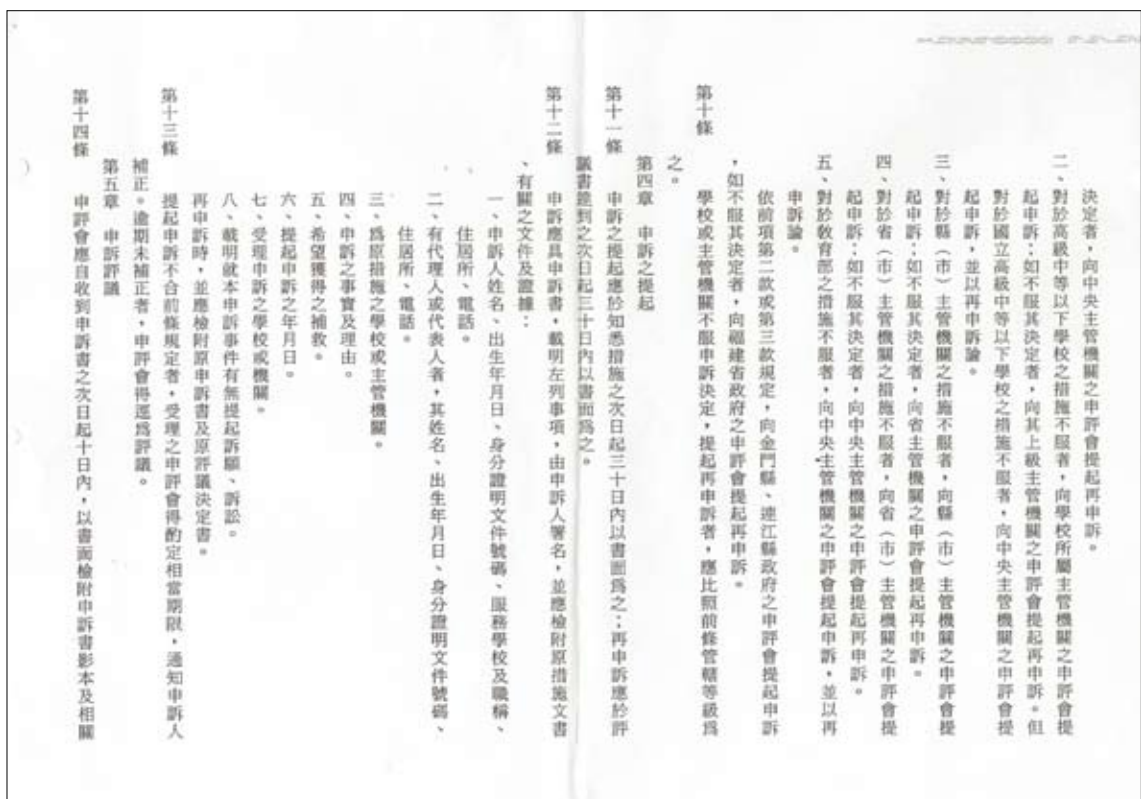 決定者，向中央主管機關之申評會提起再申訴。
二、對於高級中等以下學校之措施不服者，向學校所屬主管機關之申評會提
起申訴；如不服其決定者，向其上級主管機關之申評會提起再申訴。但
對於國立高級中等以下學校之措施不服者，向中央主管機關之申評會提
起申訴，並以再申訴論。
三、對於縣（市）主管機關之措施不服者，向縣（市）主管機關之申評會提
起申訴；如不服其決定者，向省主管機關之申評會提起再申訴。
四、對於省（市）主管機關之措施不服者，向省（市）主管機關之申評會提
起申訴；如不服其決定者，向中央主管機關之申評會提起再申訴。
五、對於教育部之措施不服者，向中央主管機關之申評會提起申訴，並以再
申訴論。
依前項第二款或第三款規定，向金門縣、連江縣政府之申評會提起申訴
，如不服其決定者，向福建省政府之申評會提起再申訴。
第十條　學校或主管機關不服申訴決定，提起再申訴者，應比照前條管轄等級爲
之。
第四章　申訴之提起
第十一條　申訴之提起應於知悉措施之次日起三十日內以書面爲之；再申訴應於評
議書達到之次日起三十日內以書面爲之。
第十二條　申訴應具申訴書，載明左列事項，由申訴人署名，並應檢附原措施文書
、有關之文件及證據：
一、申訴人姓名、出生年月日、身分證明文件號碼、服務學校及職稱、
住居所、電話。
二、有代理人或代表人者，其姓名、出生年月日、身分證明文件號碼、
住居所、電話。
三、爲原措施之學校或主管機關。
四、申訴之事實及理由。
五、希望獲得之補救。
六、提起申訴之年月日。
七、受理申訴之學校或機關。
八、載明就本申訴事件有無提起訴願、訴訟。
再申訴時，並應檢附原申訴書及原評議決定書。
第十三條　提起申訴不合前條規定者，受理之申評會得酌定相當期限，通知申訴人
補正。逾期未補正者，申評會得逕爲評議。
第五章　申訴評議
第十四條　申評會應自收到申訴書之次日起十日內，以書面檢附申訴書影本及相關